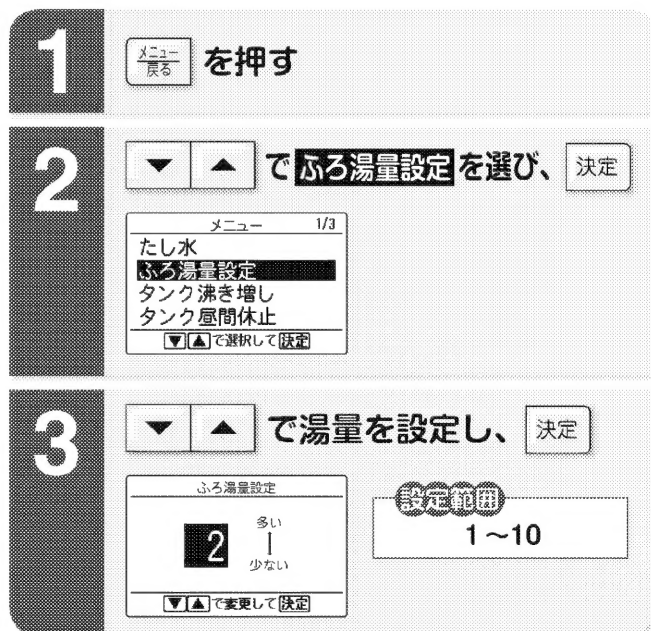 1
メニュー
戻る
を押す
2
▼ ▲ で ふろ湯量設定 を選び、 決定
メニュー 1/3
たし水
ふろ湯量設定
タンク沸き増し
タンク昼間休止
▼▲で選択して決定
3
▼ ▲ で湯量を設定し、 決定
ふろ湯量設定
2
多い
少ない
▼▲で変更して決定
設定範囲
1～10